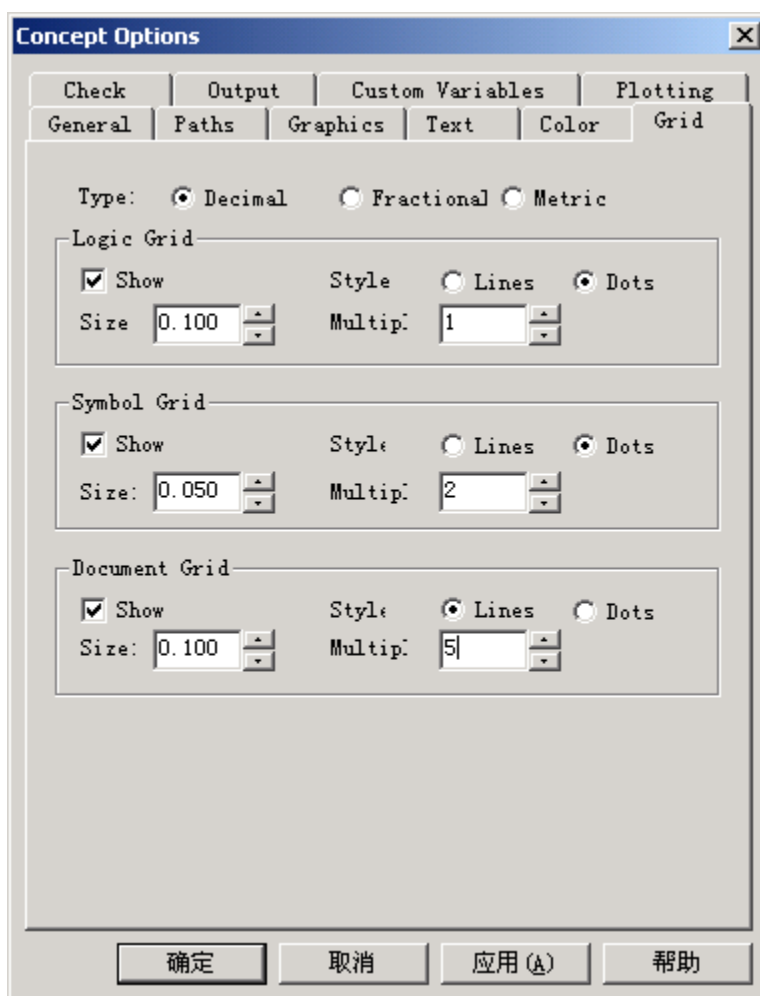 Concept Options
Check Output Custom Variables Plotting
General Paths Graphics Text Color Grid
Type: Decimal Fractional Metric
Logic Grid
Show Style Lines Dots
Size 0.100 Multip 1
Symbol Grid
Show Style Lines Dots
Size: 0.050 Multip 2
Document Grid
Show Style Lines Dots
Size: 0.100 Multip 5
确定 取消 应用(A) 帮助